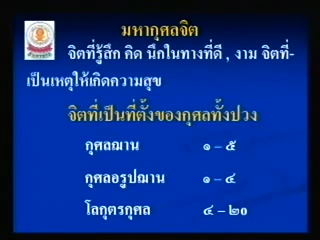 มหากุศลจิต
จิตที่รู้สึก คิด นึกในทางที่ดี , งาม จิตที่-
เป็นเหตุให้เกิดความสุข
จิตที่เป็นที่ตั้งของกุศลทั้งปวง
กุศลฌาน ๑ – ๕
กุศลอรูปฌาน ๑ – ๔
โลกุตรกุศล ๔ – ๒๐